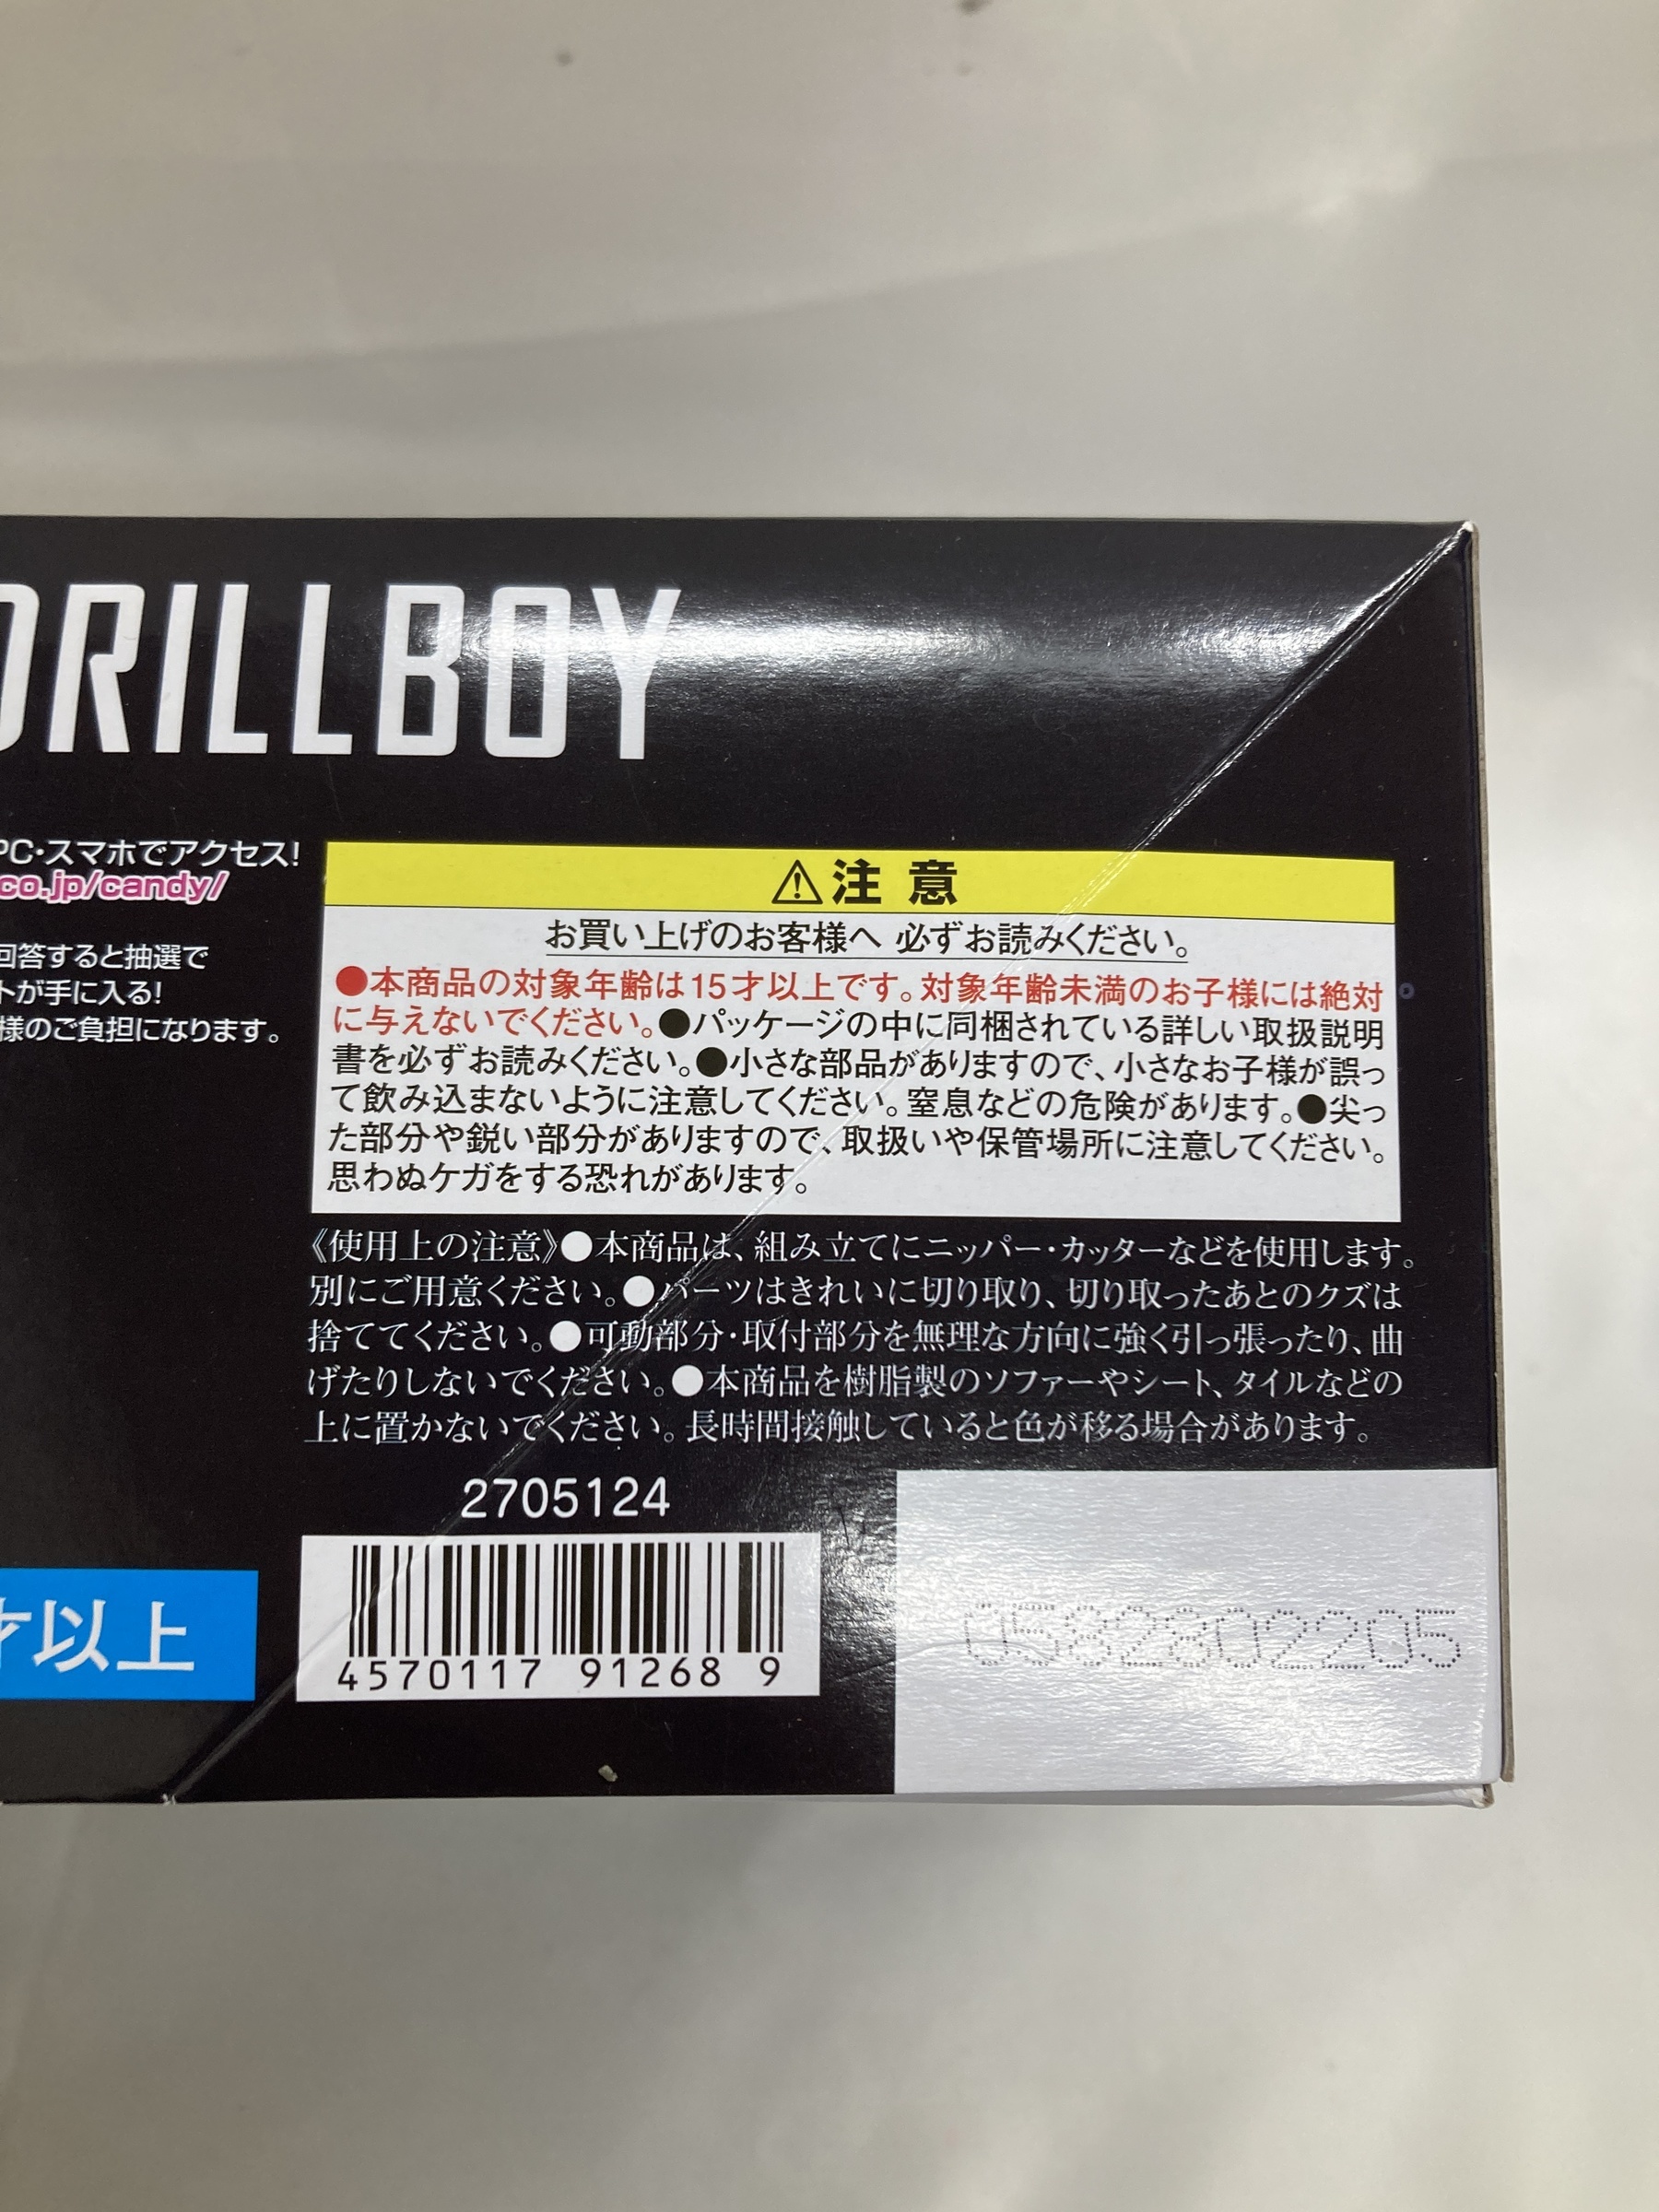 DRILLBOY
PC・スマホでアクセス!
co.jp/candy/
回答すると抽選で
トが手に入る!
様のご負担になります。
⚠注 意
お買い上げのお客様へ 必ずお読みください。
●本商品の対象年齢は15才以上です。対象年齢未満のお子様には絶対
に与えないでください。●パッケージの中に同梱されている詳しい取扱説明
書を必ずお読みください。●小さな部品がありますので、小さなお子様が誤っ
て飲み込まないように注意してください。窒息などの危険があります。●尖っ
た部分や鋭い部分がありますので、取扱いや保管場所に注意してください。
思わぬケガをする恐れがあります。
《使用上の注意》●本商品は、組み立てにニッパー・カッターなどを使用します。
別にご用意ください。●パーツはきれいに切り取り、切り取ったあとのクズは
捨ててください。●可動部分・取付部分を無理な方向に強く引っ張ったり、曲
げたりしないでください。●本商品を樹脂製のソファーやシート、タイルなどの
上に置かないでください。長時間接触していると色が移る場合があります。
2705124
4570117 91268 9
才以上
0582802205